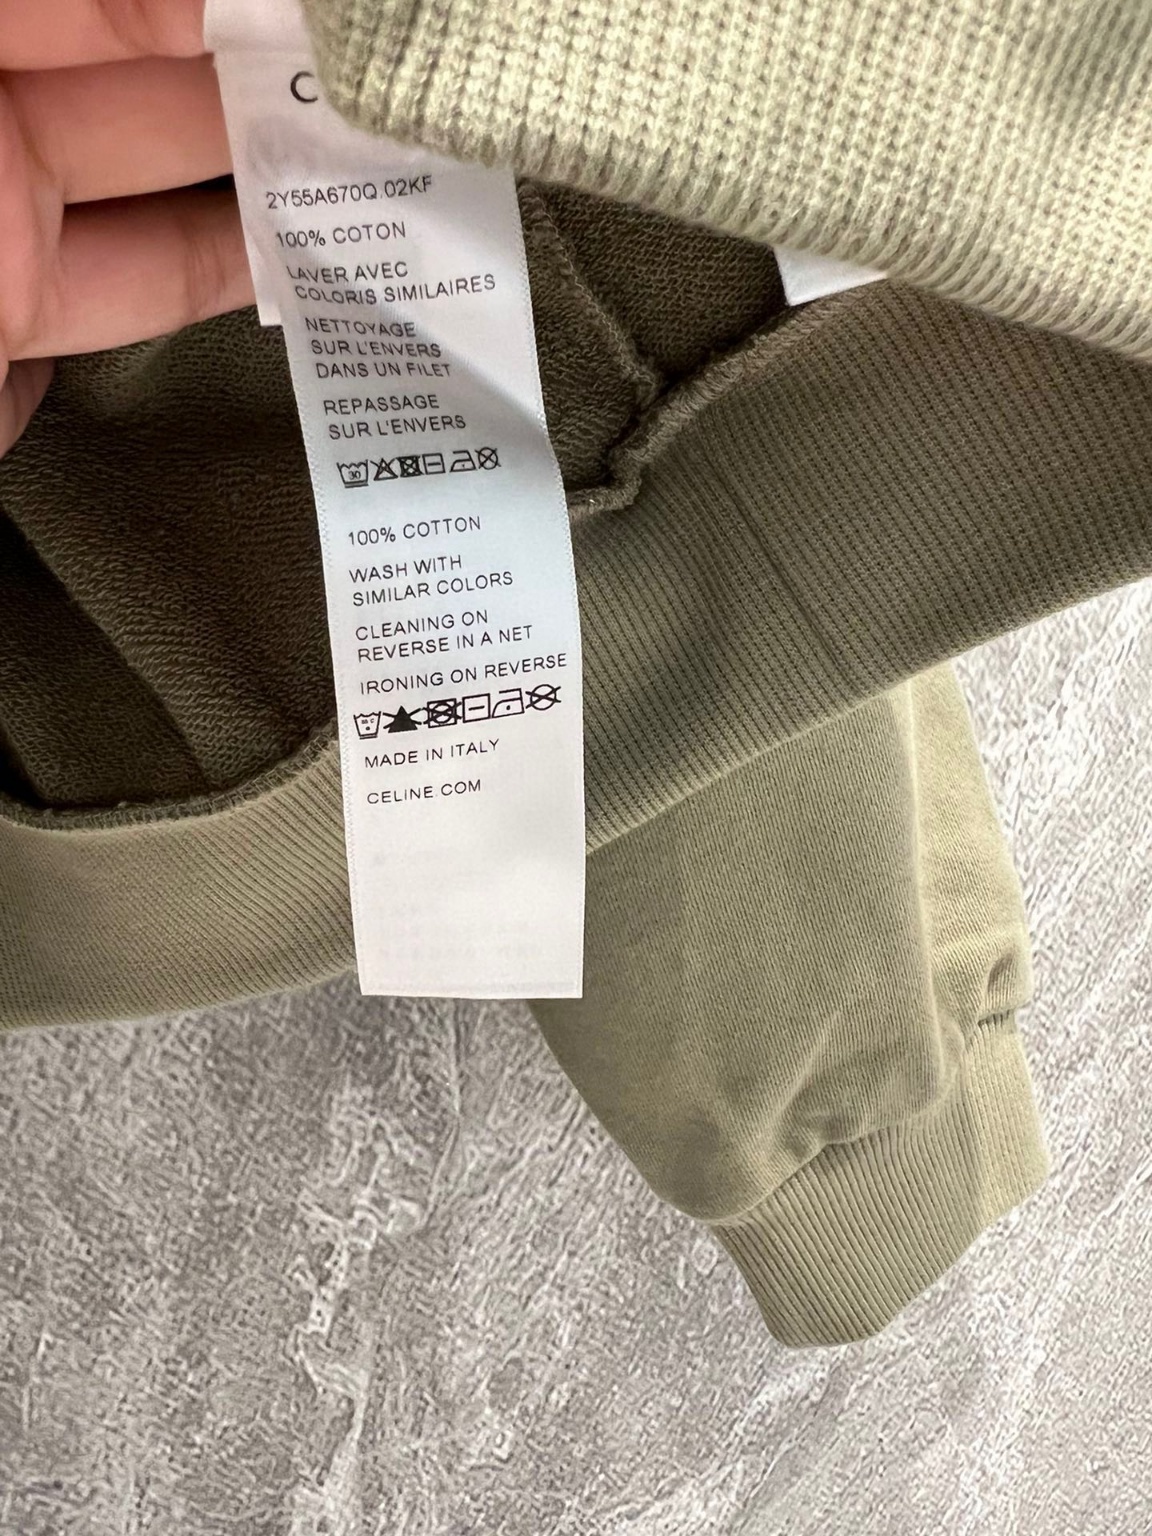 C
2Y55A670Q.02KF
100% COTON
LAVER AVEC
COLORIS SIMILAIRES
NETTOYAGE
SUR L'ENVERS
DANS UN FILET
REPASSAGE
SUR L'ENVERS
30
100% COTTON
WASH WITH
SIMILAR COLORS
CLEANING ON
REVERSE IN A NET
IRONING ON REVERSE
MADE IN ITALY
CELINE.COM